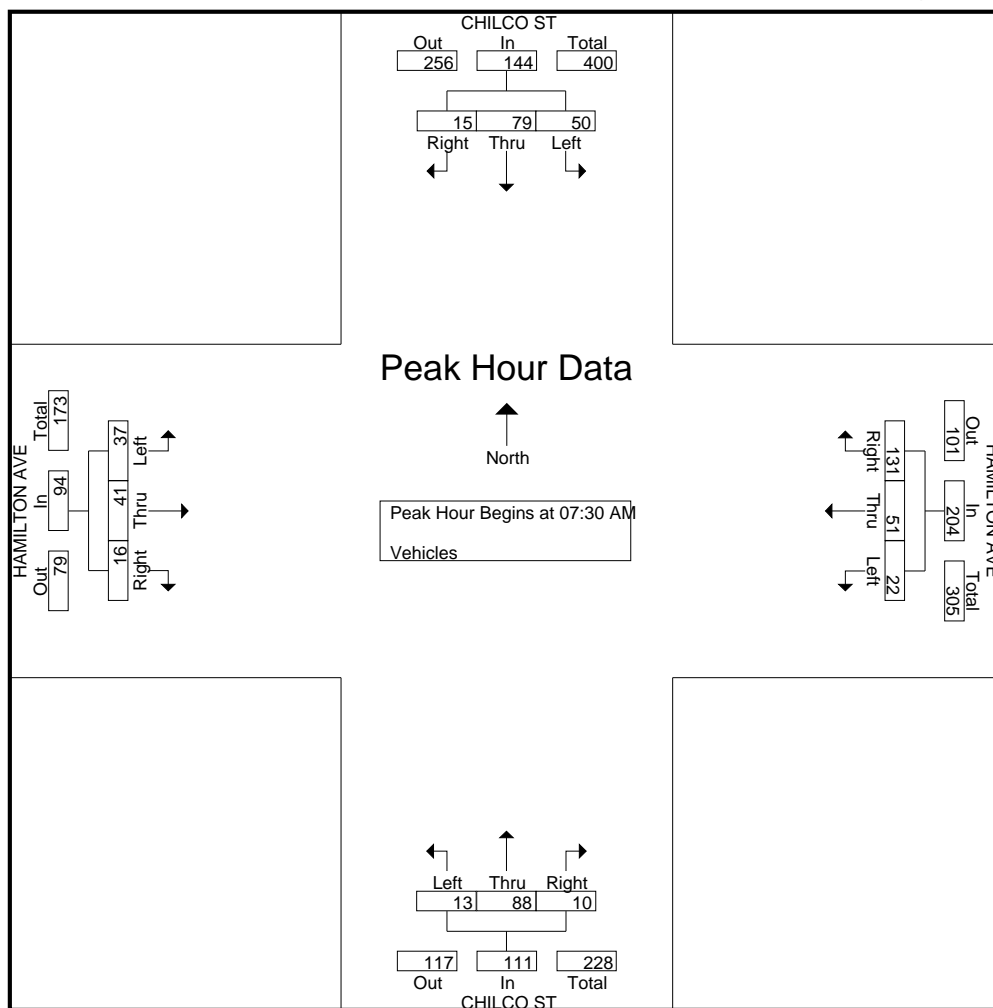 CHILCO ST
Out In Total
256 144 400
15 79 50
Right Thru Left
Peak Hour Data
North
Peak Hour Begins at 07:30 AM
Vehicles
HAMILTON AVE
Out In Total
79 94 173
16 41 37
Right Thru Left
HAMILTON AVE
Out In Total
101 204 305
131 51 22
Right Thru Left
Left Thru Right
13 88 10
117 111 228
Out In Total
CHILCO ST